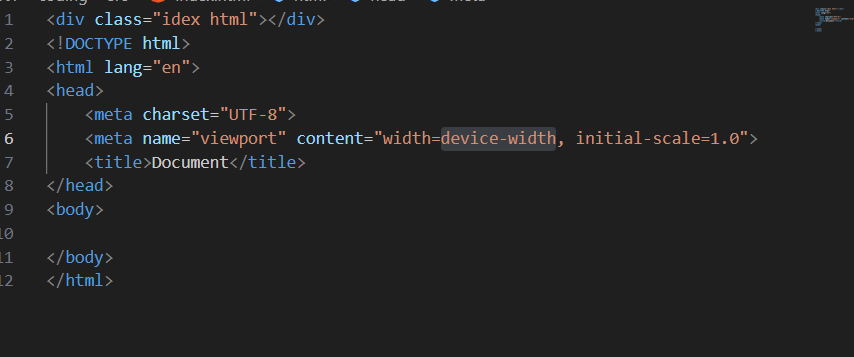 1 <div class="idex html"></div>
2 <!DOCTYPE html>
3 <html lang="en">
4 <head>
5     <meta charset="UTF-8">
6     <meta name="viewport" content="width=device-width, initial-scale=1.0">
7     <title>Document</title>
8 </head>
9 <body>
10
11 </body>
12 </html>